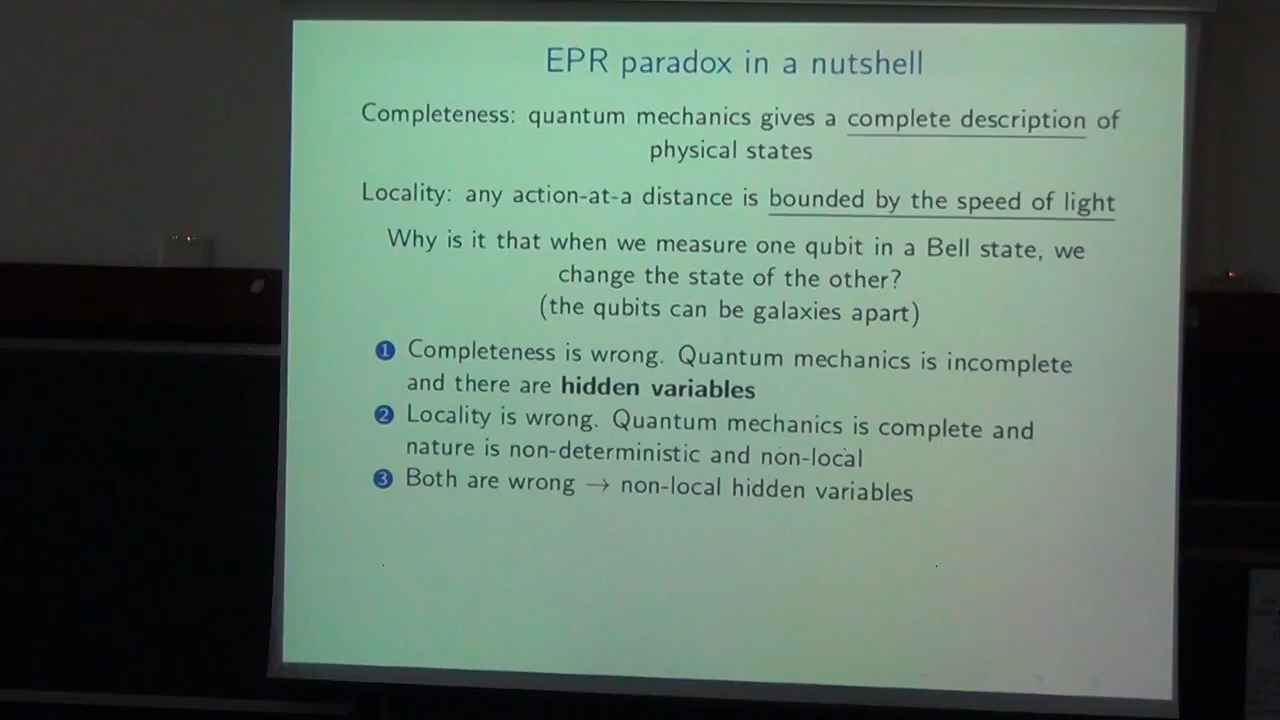 EPR paradox in a nutshell
Completeness: quantum mechanics gives a complete description of
physical states
Locality: any action-at-a distance is bounded by the speed of light
Why is it that when we measure one qubit in a Bell state, we
change the state of the other?
(the qubits can be galaxies apart)
1 Completeness is wrong. Quantum mechanics is incomplete
and there are hidden variables
2 Locality is wrong. Quantum mechanics is complete and
nature is non-deterministic and non-local
3 Both are wrong → non-local hidden variables